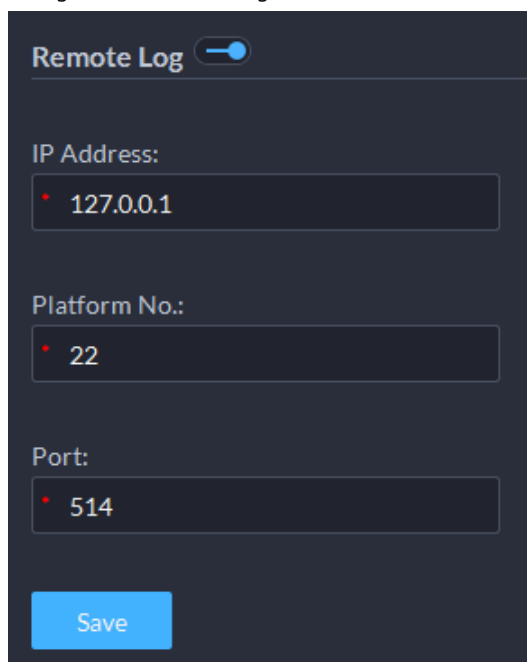 Remote Log
IP Address:
* 127.0.0.1
Platform No.:
* 22
Port:
* 514
Save